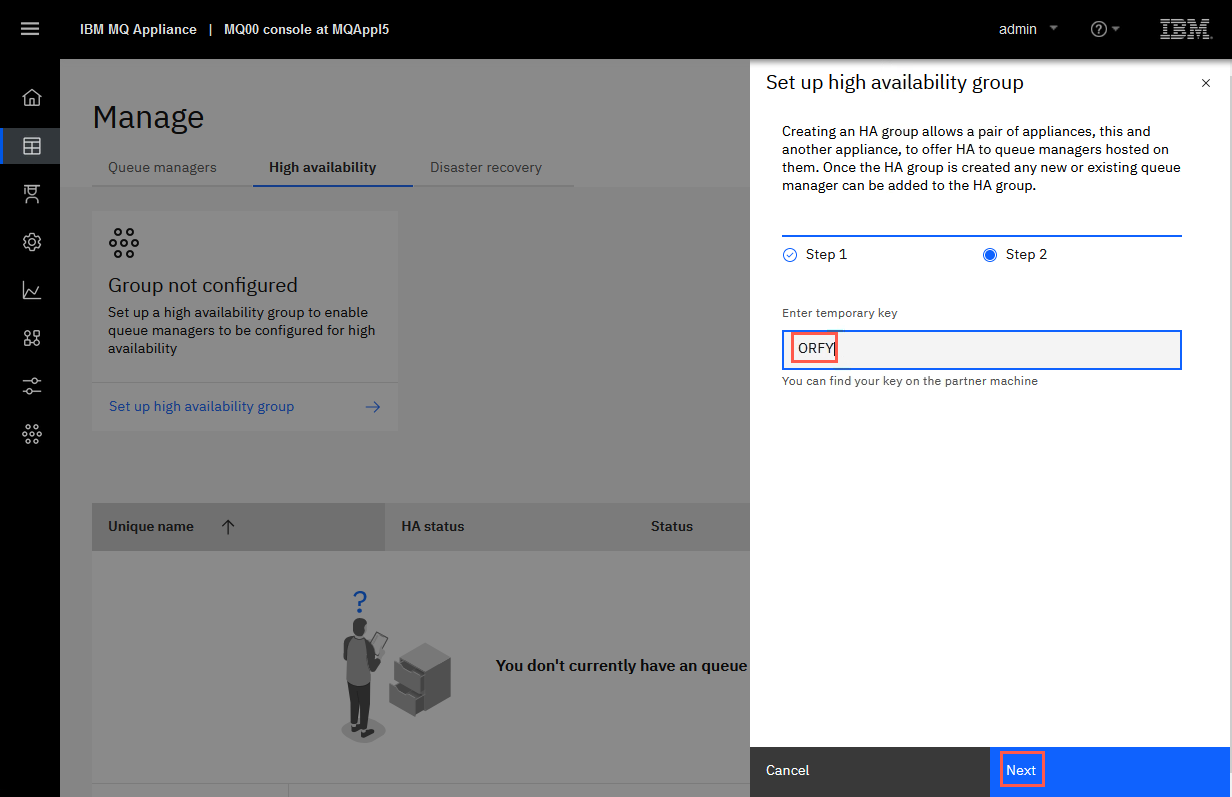 IBM MQ Appliance | MQ00 console at MQAppl5
admin
IBM
Manage
Queue managers
High availability
Disaster recovery
Group not configured
Set up a high availability group to enable
queue managers to be configured for high
availability
Set up high availability group
Unique name
HA status
Status
?
You don't currently have an queue
Set up high availability group
Creating an HA group allows a pair of appliances, this and
another appliance, to offer HA to queue managers hosted on
them. Once the HA group is created any new or existing queue
manager can be added to the HA group.
Step 1
Step 2
Enter temporary key
ORFY
You can find your key on the partner machine
Cancel
Next